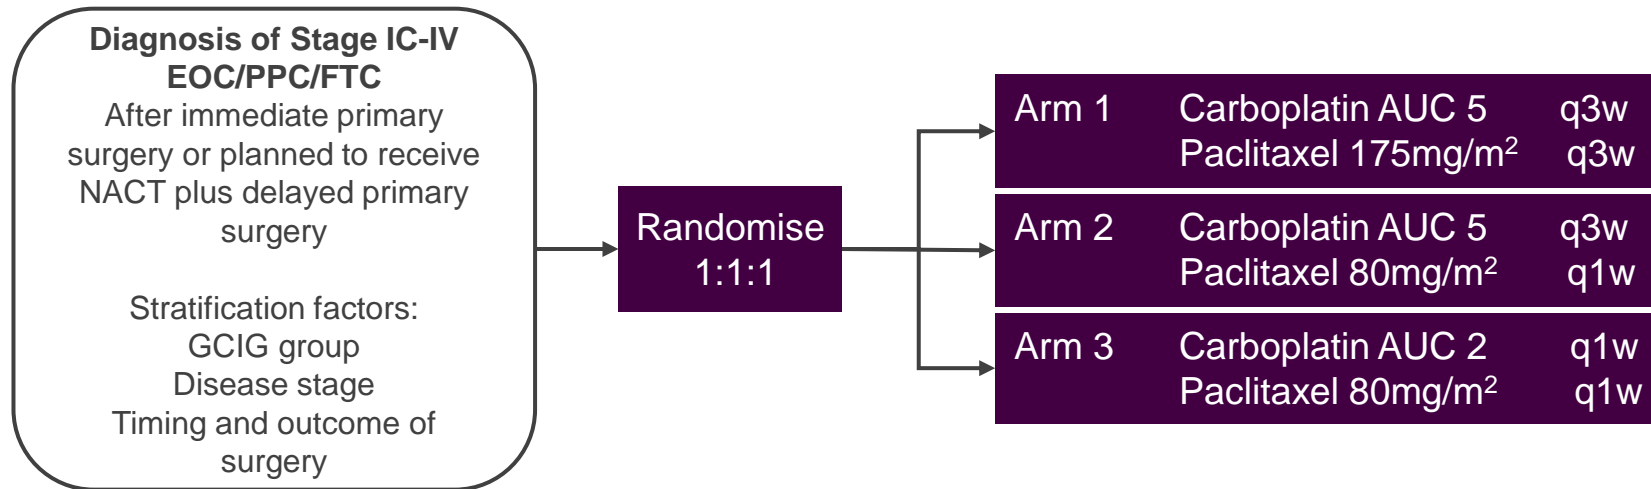 Diagnosis of Stage IC-IV
EOC/PPC/FTC
After immediate primary
surgery or planned to receive
NACT plus delayed primary
surgery
Stratification factors:
GCIG group
Disease stage
Timing and outcome of
surgery
Randomise
1:1:1
Arm 1 Carboplatin AUC 5 q3w
Paclitaxel 175mg/m² q3w
Arm 2 Carboplatin AUC 5 q3w
Paclitaxel 80mg/m² q1w
Arm 3 Carboplatin AUC 2 q1w
Paclitaxel 80mg/m² q1w